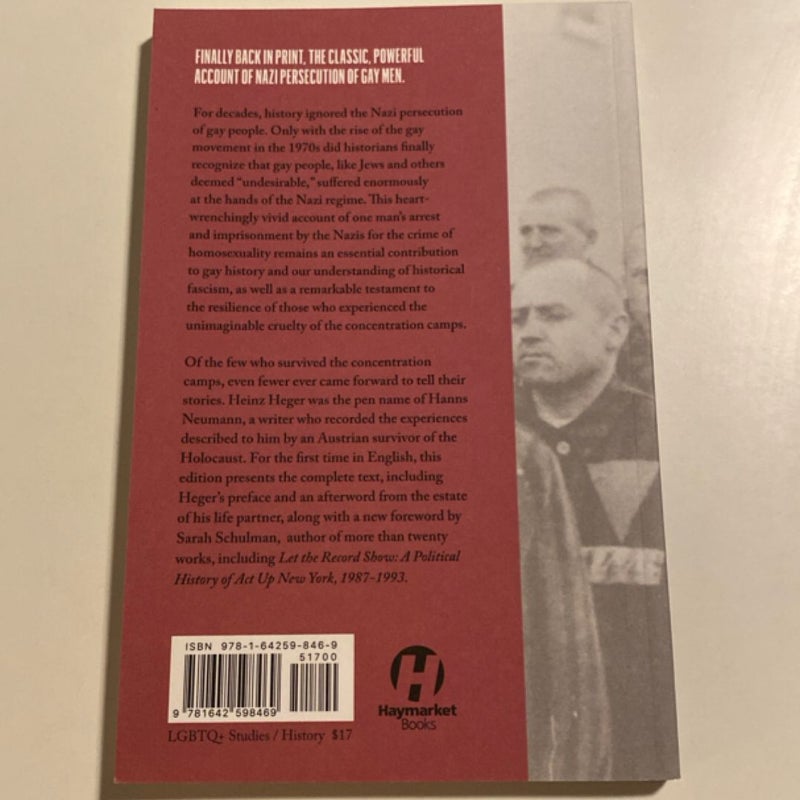 FINALLY BACK IN PRINT, THE CLASSIC, POWERFUL
ACCOUNT OF NAZI PERSECUTION OF GAY MEN.
For decades, history ignored the Nazi persecution
of gay people. Only with the rise of the gay
movement in the 1970s did historians finally
recognize that gay people, like Jews and others
deemed “undesirable,” suffered enormously
at the hands of the Nazi regime. This heart-
wrenchingly vivid account of one man’s arrest
and imprisonment by the Nazis for the crime of
homosexuality remains an essential contribution
to gay history and our understanding of historical
fascism, as well as a remarkable testament to
the resilience of those who experienced the
unimaginable cruelty of the concentration camps.
Of the few who survived the concentration
camps, even fewer ever came forward to tell their
stories. Heinz Heger was the pen name of Hanns
Neumann, a writer who recorded the experiences
described to him by an Austrian survivor of the
Holocaust. For the first time in English, this
edition presents the complete text, including
Heger’s preface and an afterword from the estate
of his life partner, along with a new foreword by
Sarah Schulman, author of more than twenty
works, including Let the Record Show: A Political
History of Act Up New York, 1987–1993.
ISBN 978-1-64259-846-9
51700
9 781642 598469
H
Haymarket
Books
LGBTQ+ Studies / History $17